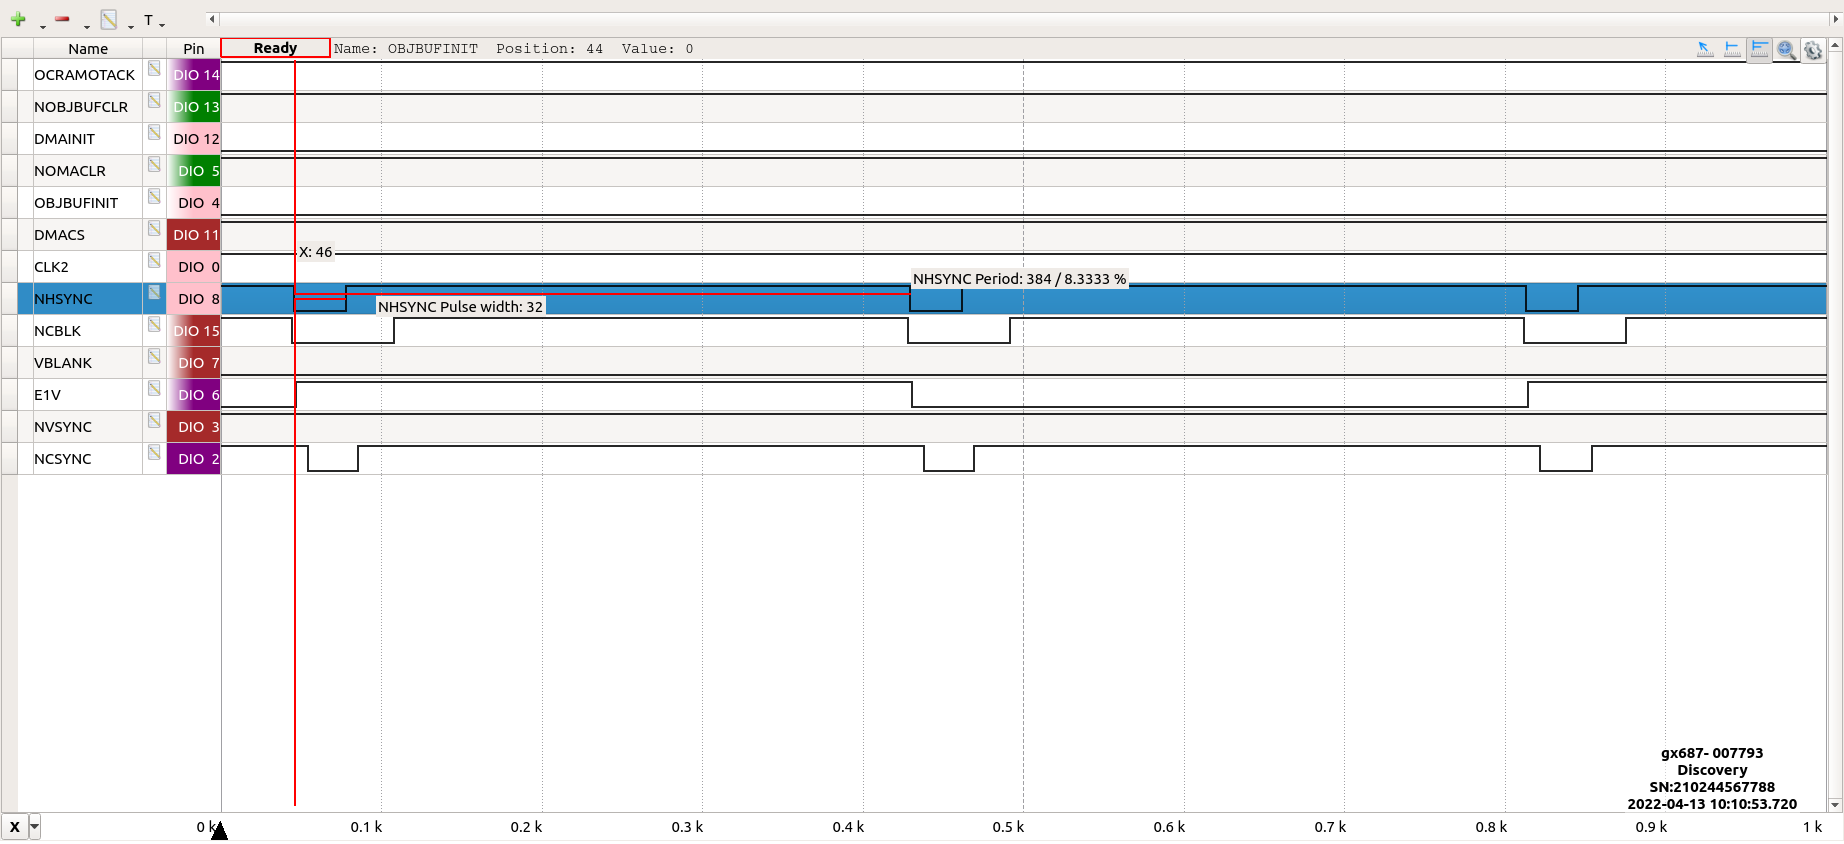 T
Name Pin Ready Name: OBJBUFINIT Position: 44 Value: 0
OCRAMOTACK DIO 14
NOBJBUFCLR DIO 13
DMAINIT DIO 12
NOMACLR DIO 5
OBJBUFINIT DIO 4
DMACS DIO 11
X: 46
CLK2 DIO 0
NHSYNC Period: 384 / 8.3333 %
NHSYNC DIO 8
NHSYNC Pulse width: 32
NCBLK DIO 15
VBLANK DIO 7
E1V DIO 6
NVSYNC DIO 3
NCSYNC DIO 2
gx687- 007793
Discovery
SN:210244567788
2022-04-13 10:10:53.720
X 0 k 0.1 k 0.2 k 0.3 k 0.4 k 0.5 k 0.6 k 0.7 k 0.8 k 0.9 k 1 k